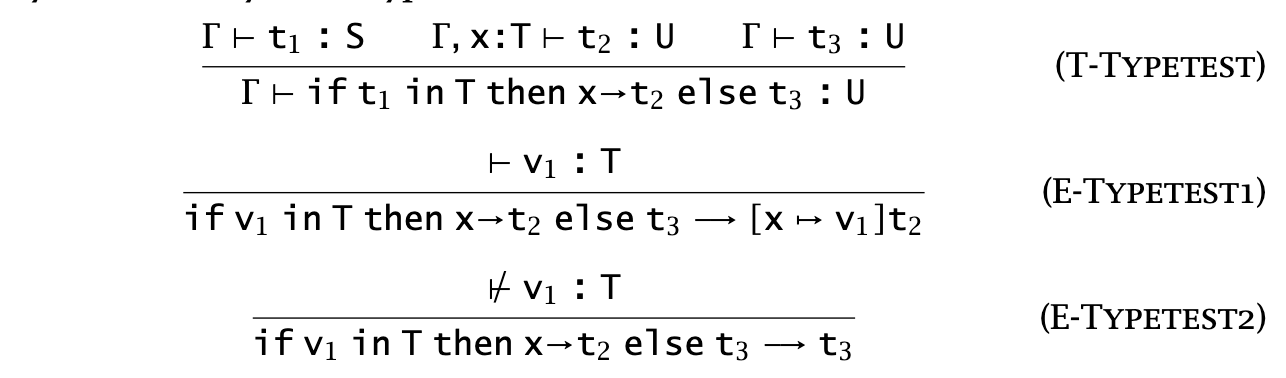 Γ ⊢ t₁ : S Γ, x:T ⊢ t₂ : U Γ ⊢ t₃ : U
Γ ⊢ if t₁ in T then x→t₂ else t₃ : U
(T-TYPETEST)
⊢ v₁ : T
if v₁ in T then x→t₂ else t₃ ⟶ [x ↦ v₁]t₂
(E-TYPETEST1)
⊬ v₁ : T
if v₁ in T then x→t₂ else t₃ ⟶ t₃
(E-TYPETEST2)